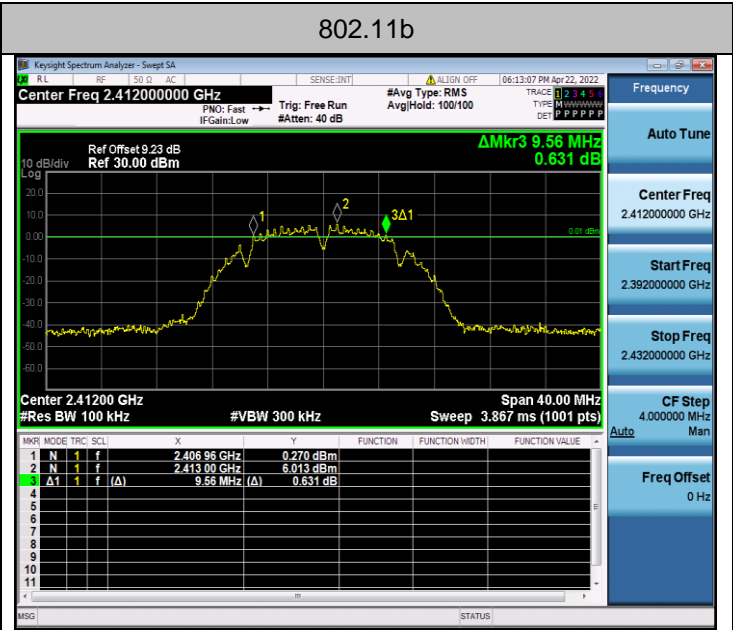 802.11b
Keysight Spectrum Analyzer - Swept SA
RL RF 50 Ω AC SENSE:INT ALIGN OFF 06:13:07 PM Apr 22, 2022
Center Freq 2.412000000 GHz
PNO: Fast
IFGain:Low
Trig: Free Run
#Atten: 40 dB
#Avg Type: RMS
Avg|Hold: 100/100
TRACE 1 2 3 4 5 6
TYPE M WWWWW
DET P P P P P P
Frequency
Auto Tune
Center Freq
2.412000000 GHz
Start Freq
2.392000000 GHz
Stop Freq
2.432000000 GHz
CF Step
4.000000 MHz
Auto Man
Freq Offset
0 Hz
ΔMkr3 9.56 MHz
0.631 dB
Ref Offset 9.23 dB
10 dB/div Ref 30.00 dBm
Log
20.0
10.0
0.00
-10.0
-20.0
-30.0
-40.0
-50.0
-60.0
1
2
3Δ1
0.01 dBm
Center 2.41200 GHz Span 40.00 MHz
#Res BW 100 kHz #VBW 300 kHz Sweep 3.867 ms (1001 pts)
MKR MODE TRC SCL X Y FUNCTION FUNCTION WIDTH FUNCTION VALUE
1 N 1 f 2.406 96 GHz 0.270 dBm
2 N 1 f 2.413 00 GHz 6.013 dBm
3 Δ1 1 f (Δ) 9.56 MHz (Δ) 0.631 dB
4
5
6
7
8
9
10
11
MSG STATUS